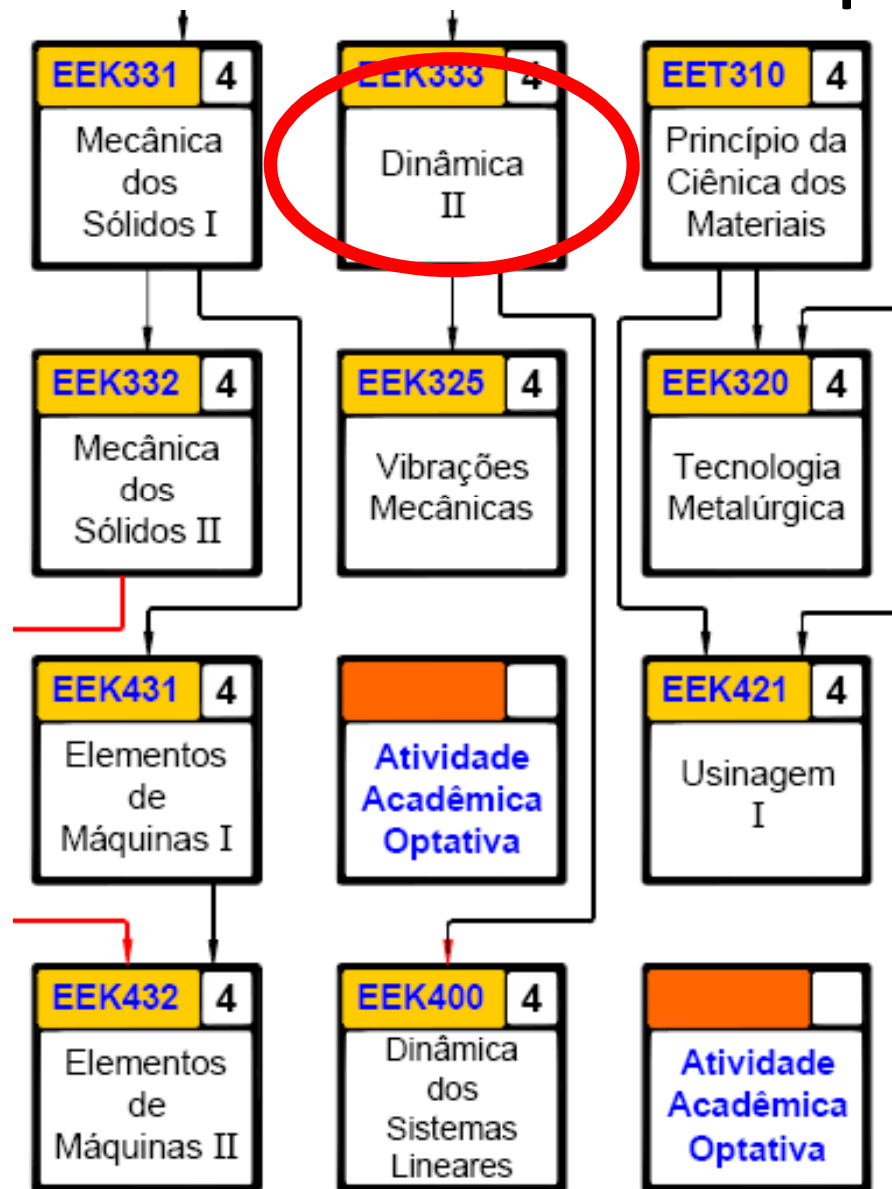 EEK331 4
Mecânica
dos
Sólidos I
EEK333 4
Dinâmica
II
EET310 4
Princípio da
Ciênica dos
Materiais
EEK332 4
Mecânica
dos
Sólidos II
EEK325 4
Vibrações
Mecânicas
EEK320 4
Tecnologia
Metalúrgica
EEK431 4
Elementos
de
Máquinas I
Atividade
Acadêmica
Optativa
EEK421 4
Usinagem
I
EEK432 4
Elementos
de
Máquinas II
EEK400 4
Dinâmica
dos
Sistemas
Lineares
Atividade
Acadêmica
Optativa